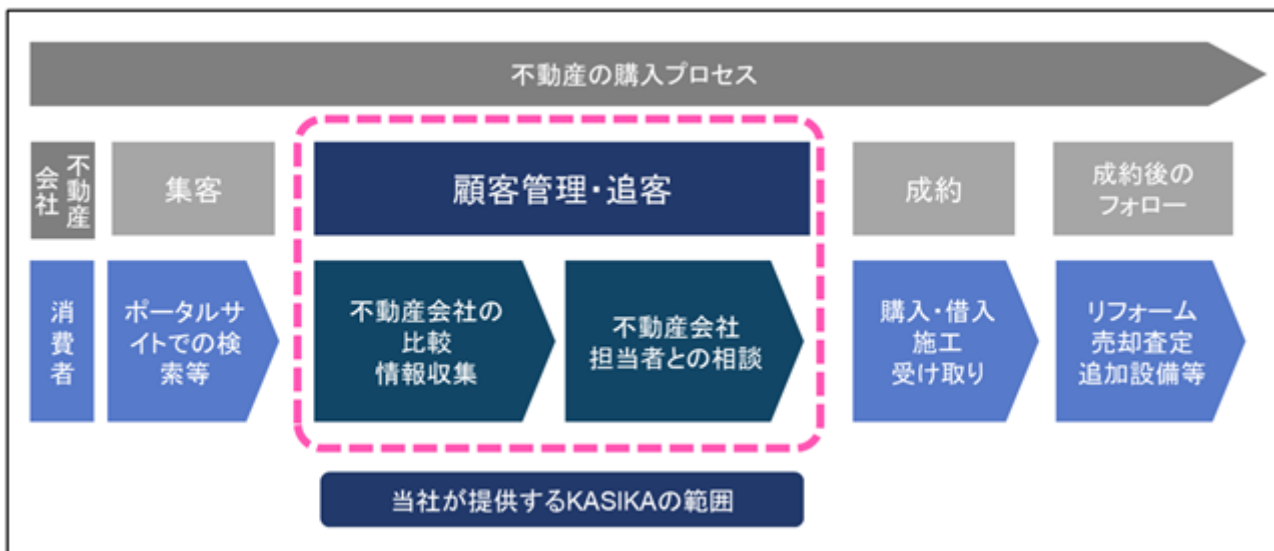 不動産の購入プロセス
不動産
会社
集客
顧客管理・追客
成約
成約後の
フォロー
消
費
者
ポータルサ
イトでの検
索等
不動産会社の
比較
情報収集
不動産会社
担当者との相談
購入・借入
施工
受け取り
リフォーム
売却査定
追加設備等
当社が提供するKASIKAの範囲